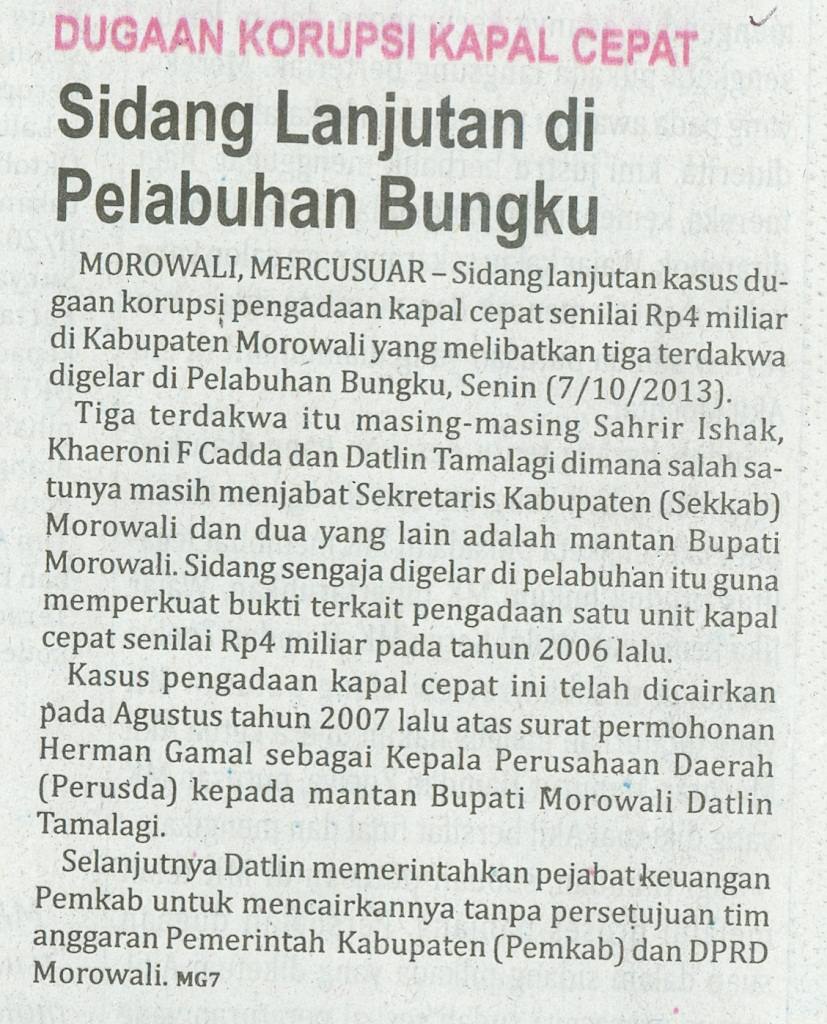 DUGAAN KORUPSI KAPAL CEPAT
Sidang Lanjutan di
Pelabuhan Bungku
MOROWALI, MERCUSUAR – Sidang lanjutan kasus du-
gaan korupsi pengadaan kapal cepat senilai Rp4 miliar
di Kabupaten Morowali yang melibatkan tiga terdakwa
digelar di Pelabuhan Bungku, Senin (7/10/2013).
Tiga terdakwa itu masing-masing Sahrir Ishak,
Khaeroni F Cadda dan Datlin Tamalagi dimana salah sa-
tunya masih menjabat Sekretaris Kabupaten (Sekkab)
Morowali dan dua yang lain adalah mantan Bupati
Morowali. Sidang sengaja digelar di pelabuhan itu guna
memperkuat bukti terkait pengadaan satu unit kapal
cepat senilai Rp4 miliar pada tahun 2006 lalu.
Kasus pengadaan kapal cepat ini telah dicairkan
pada Agustus tahun 2007 lalu atas surat permohonan
Herman Gamal sebagai Kepala Perusahaan Daerah
(Perusda) kepada mantan Bupati Morowali Datlin
Tamalagi.
Selanjutnya Datlin memerintahkan pejabat keuangan
Pemkab untuk mencairkannya tanpa persetujuan tim
anggaran Pemerintah Kabupaten (Pemkab) dan DPRD
Morowali. MG7